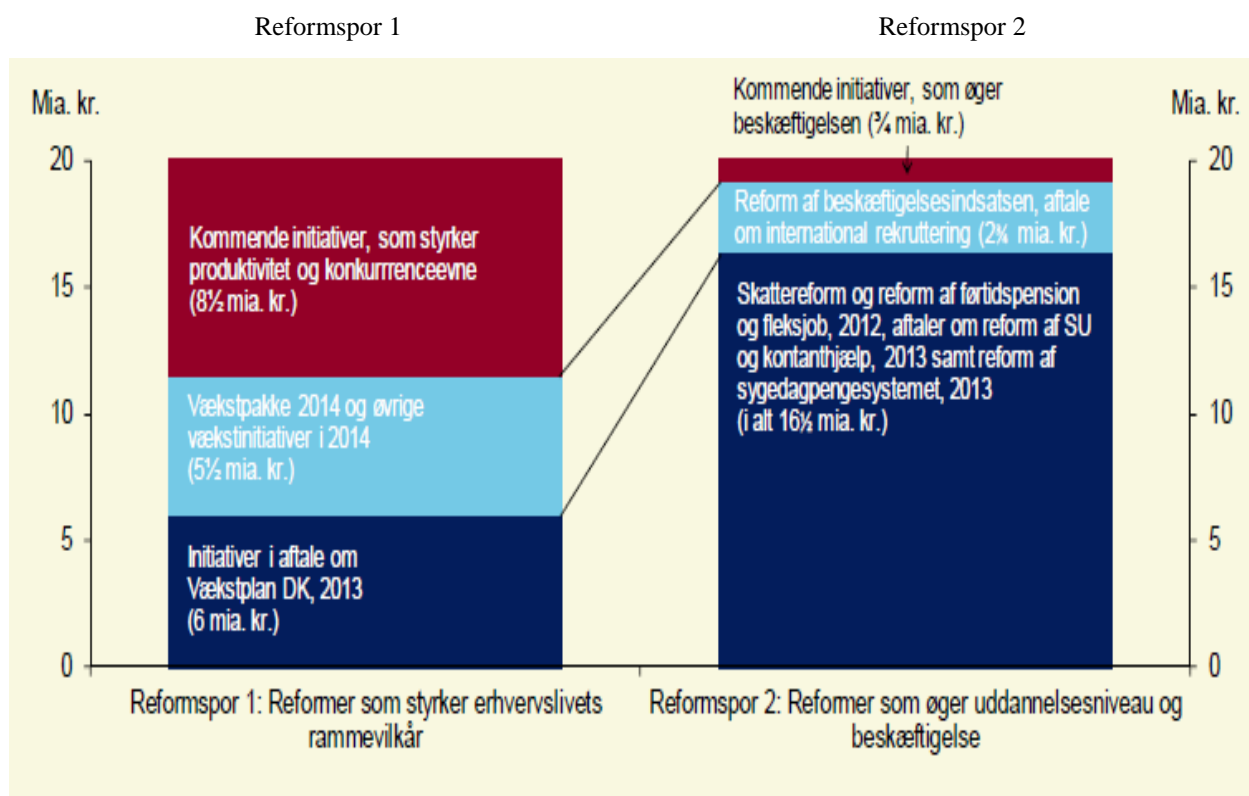 Reformspor 1
Reformspor 2
Mia. kr.
20
15
10
5
0
Kommende initiativer, som styrker
produktivitet og konkurrrenceevne
(8½ mia. kr.)
Vækstpakke 2014 og øvrige
vækstinitiativer i 2014
(5½ mia. kr.)
Initiativer i aftale om
Vækstplan DK, 2013
(6 mia. kr.)
Kommende initiativer, som øger
beskæftigelsen (¾ mia. kr.)
Reform af beskæftigelsesindsatsen, aftale
om international rekruttering (2¾ mia. kr.)
Skattereform og reform af førtidspension
og fleksjob, 2012, aftaler om reform af SU
og kontanthjælp, 2013 samt reform af
sygedagpengesystemet, 2013
(i alt 16½ mia. kr.)
Mia. kr.
20
15
10
5
0
Reformspor 1: Reformer som styrker erhvervslivets
rammevilkår
Reformspor 2: Reformer som øger uddannelsesniveau og
beskæftigelse